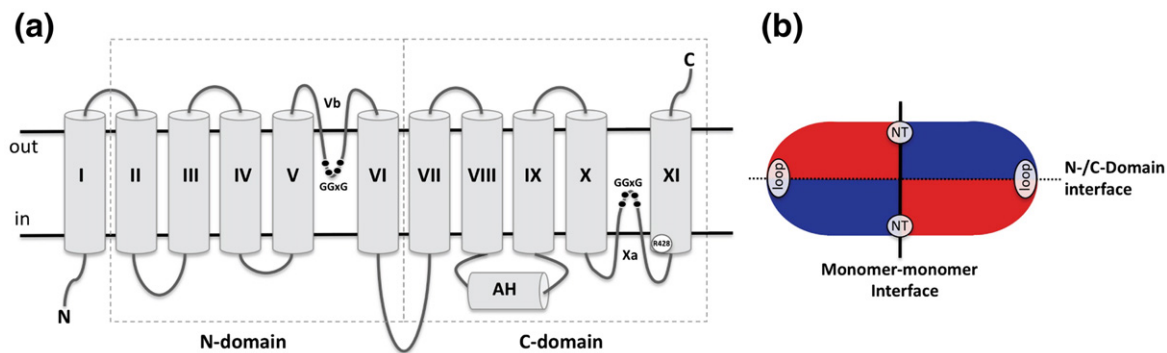 (a)
(b)
C
Vb
NT
out
I
II
III
IV
V
GGxG
VI
VII
VIII
IX
X
GGxG
XI
loop
loop
N-/C-Domain
interface
in
R428
Xa
NT
AH
N
Monomer-monomer
Interface
N-domain
C-domain